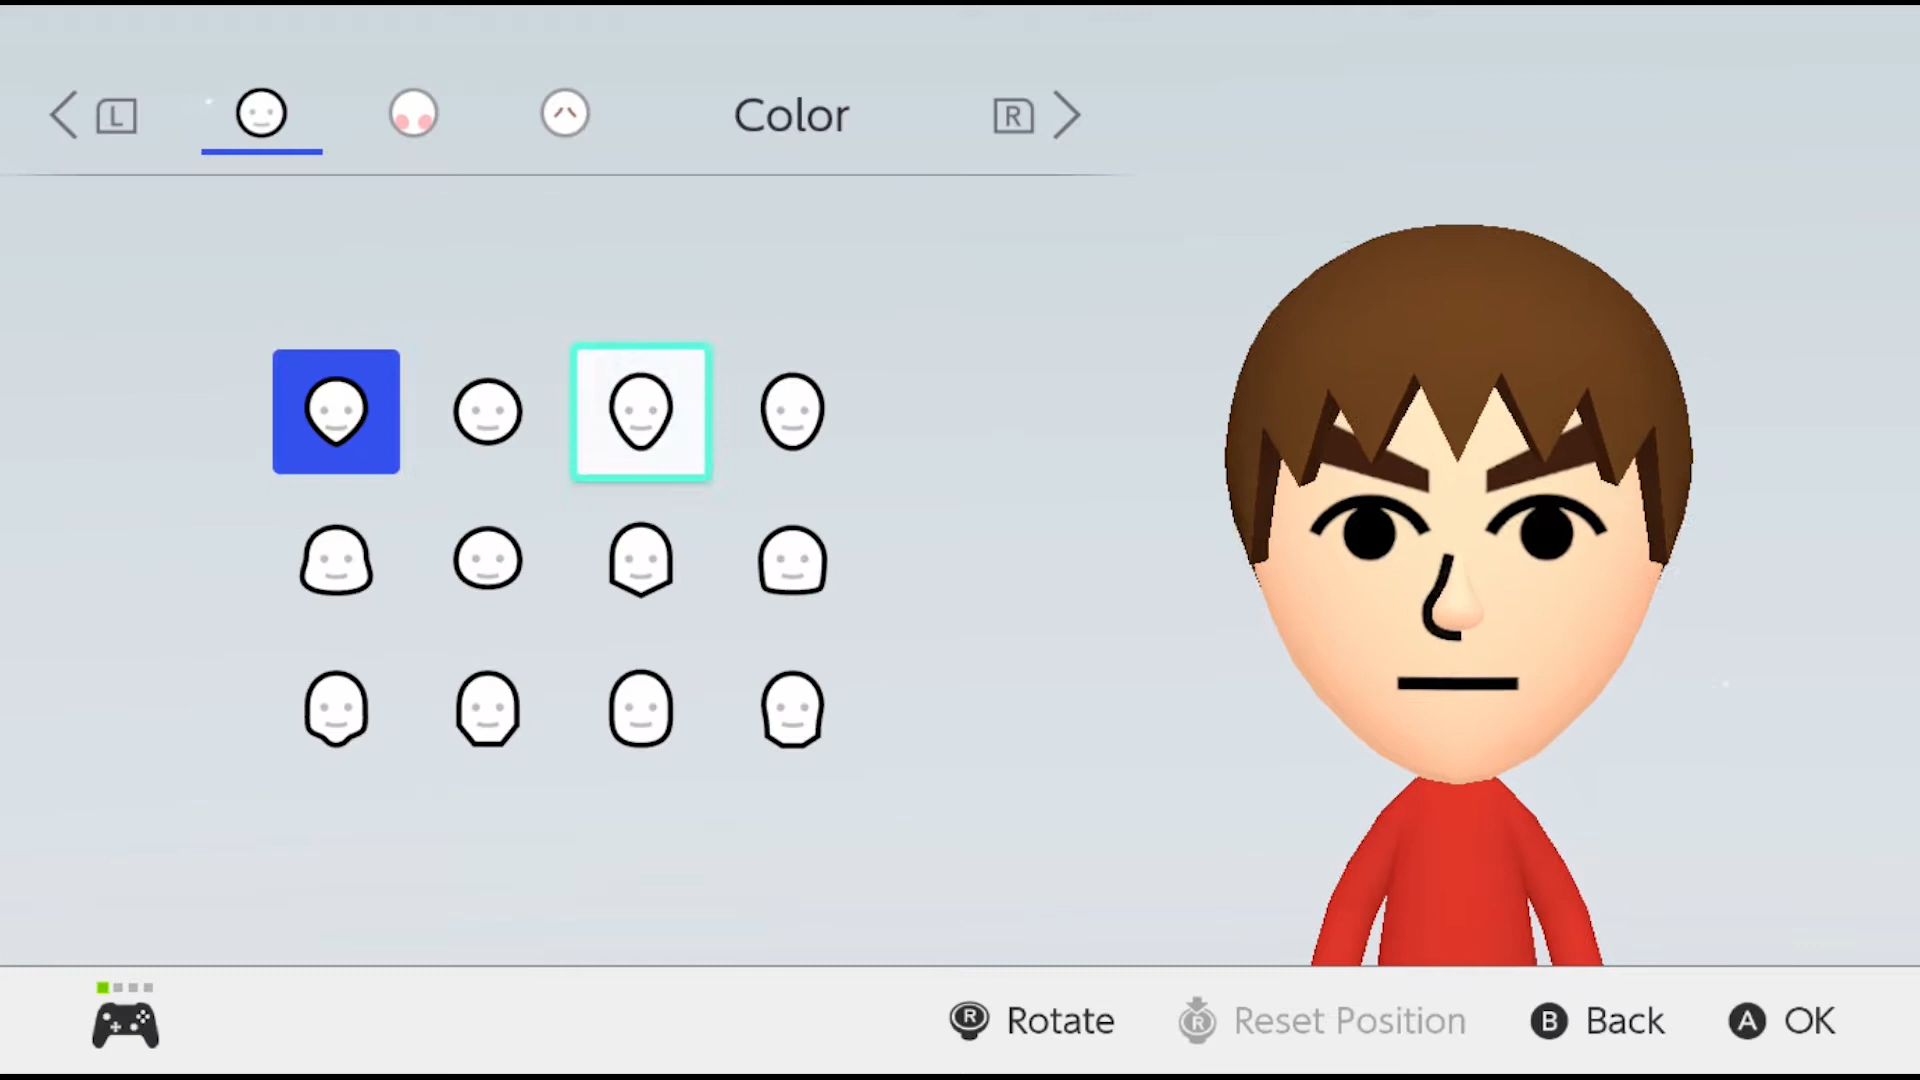 L
Color
R
R Rotate
R Reset Position
B Back
A OK